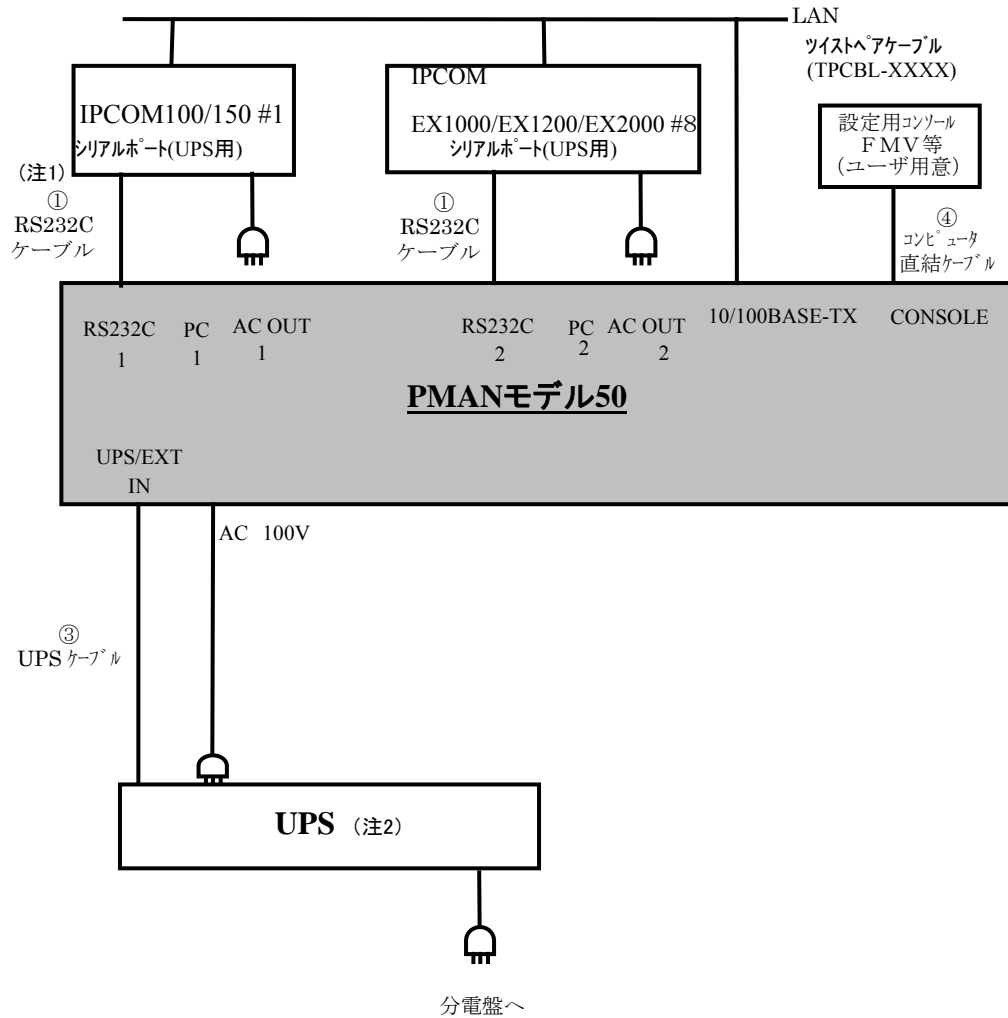 LAN
ツイストペアケーブル
(TPCBL-XXXX)
IPCOM100/150 #1
シリアルポート(UPS用)
IPCOM
EX1000/EX1200/EX2000 #8
シリアルポート(UPS用)
設定用コンソール
ＦＭＶ等
(ユーザ用意)
(注1)
①
RS232C
ケーブル
①
RS232C
ケーブル
④
コンピュータ
直結ケーブル
RS232C
1
PC
1
AC OUT
1
RS232C
2
PC
2
AC OUT
2
10/100BASE-TX
CONSOLE
PMANモデル50
UPS/EXT
IN
AC 100V
③
UPS ケーブル
UPS （注2）
分電盤へ